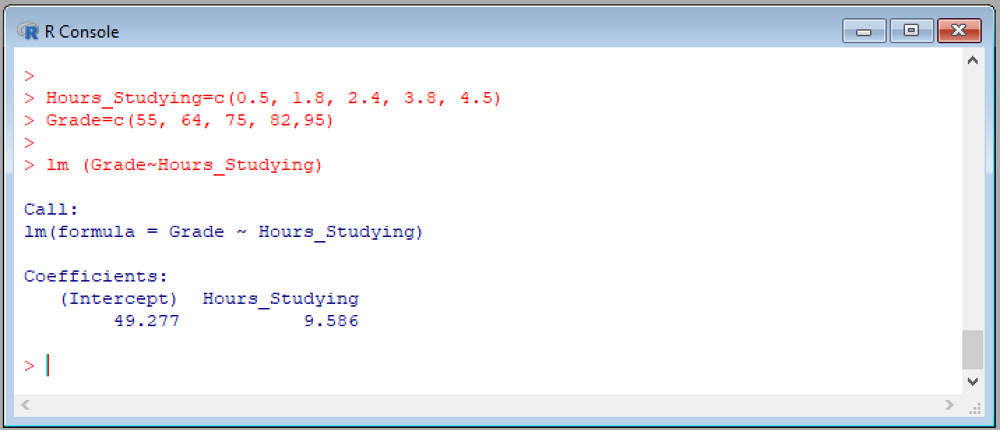 R Console
>
> Hours_Studying=c(0.5, 1.8, 2.4, 3.8, 4.5)
> Grade=c(55, 64, 75, 82,95)
>
> lm (Grade~Hours_Studying)
Call:
lm(formula = Grade ~ Hours_Studying)
Coefficients:
(Intercept)  Hours_Studying
49.277  9.586
>